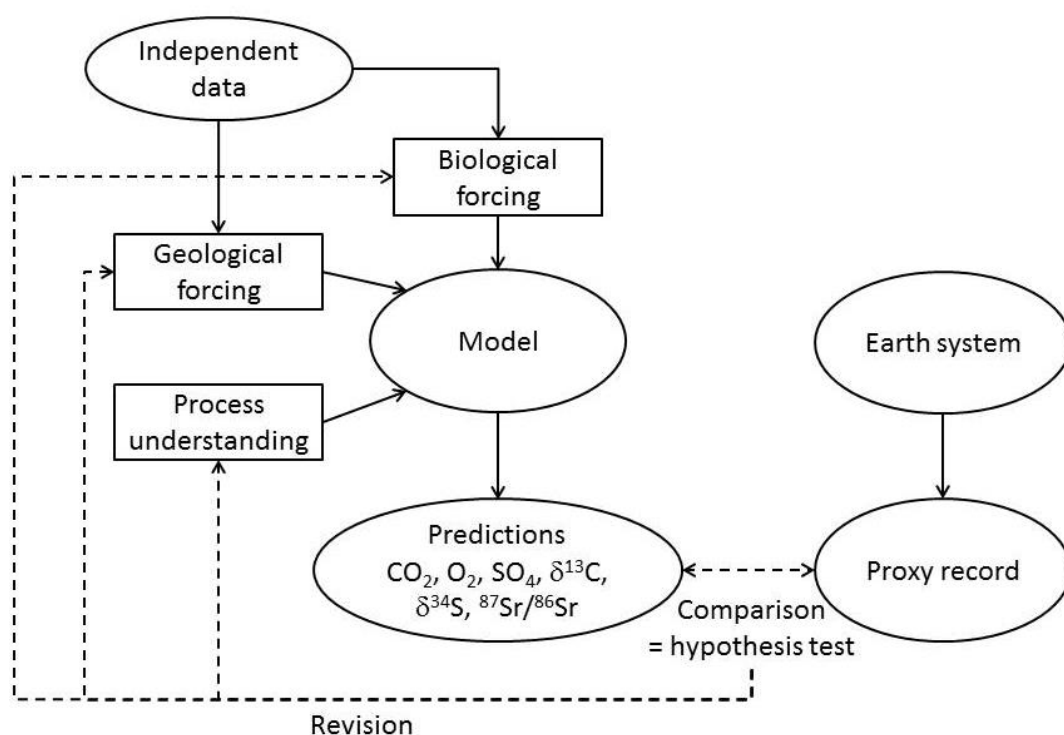 Independent
data
Biological
forcing
Geological
forcing
Model
Earth system
Process
understanding
Predictions
CO₂, O₂, SO₄, δ¹³C,
δ³⁴S, ⁸⁷Sr/⁸⁶Sr
Proxy record
Comparison
= hypothesis test
Revision